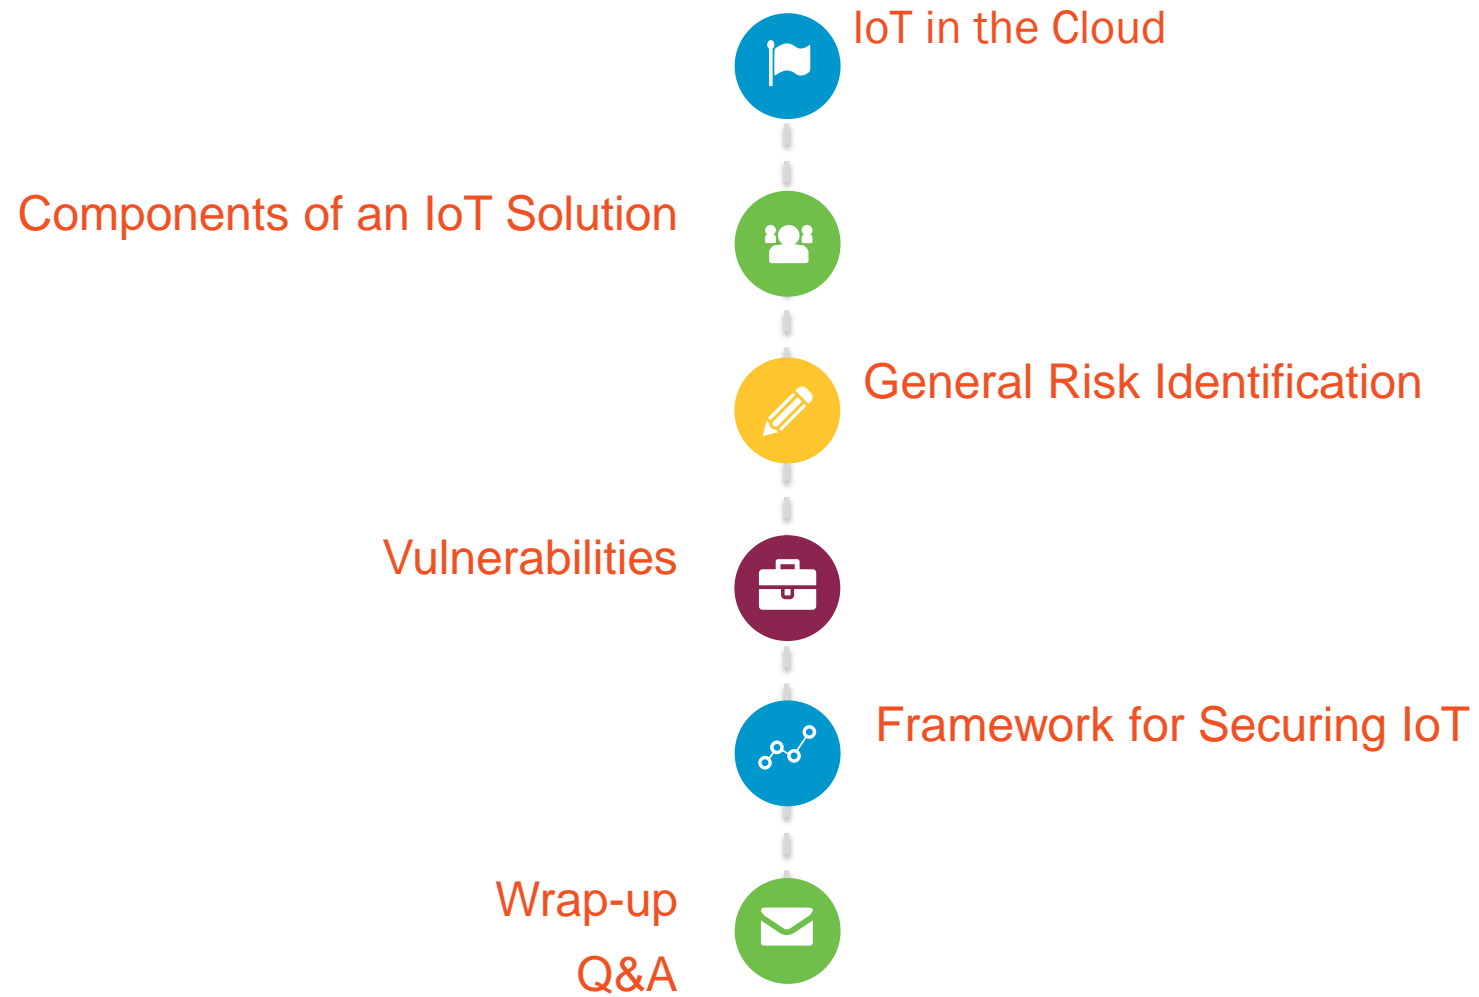 IoT in the Cloud
Components of an IoT Solution
General Risk Identification
Vulnerabilities
Framework for Securing IoT
Wrap-up
Q&A